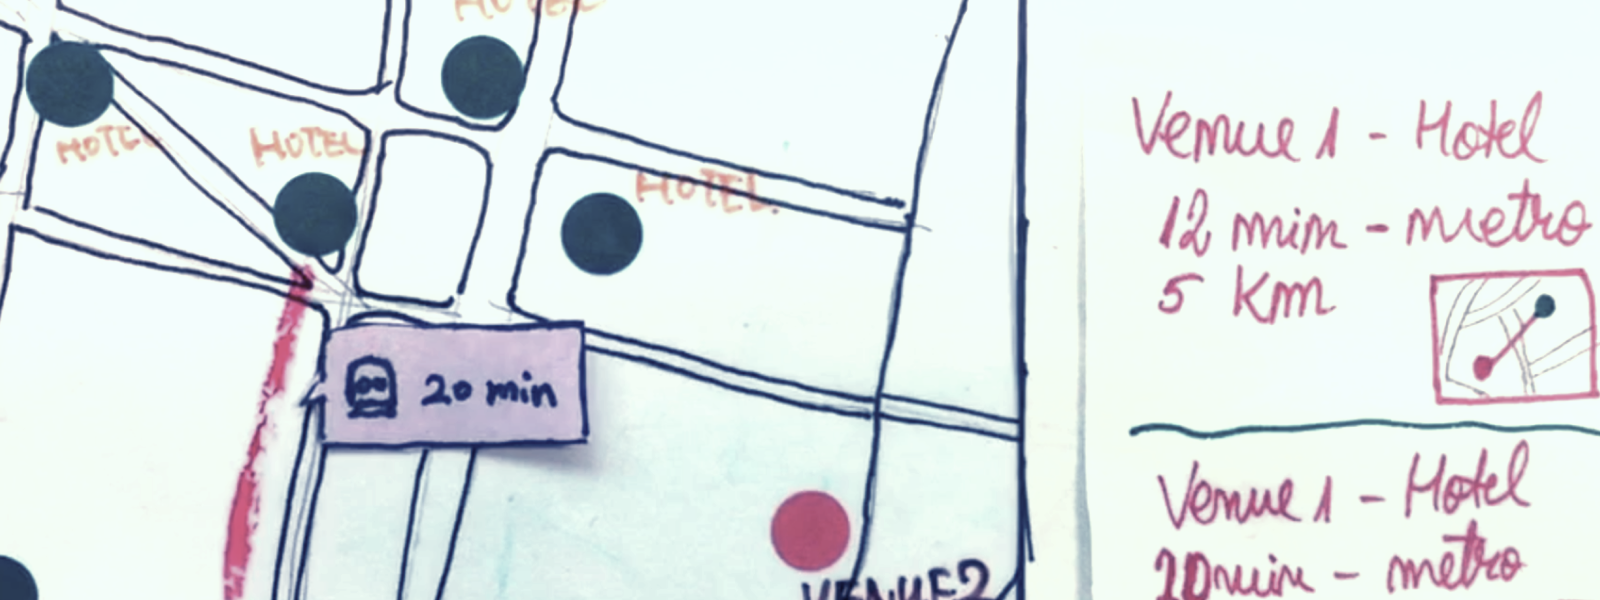 HOTEL
HOTEL
HOTEL
HOTEL.
20 min
VENUE2
Venue 1 - Hotel
12 min - metro
5 Km
Venue 1 - Hotel
20min - metro